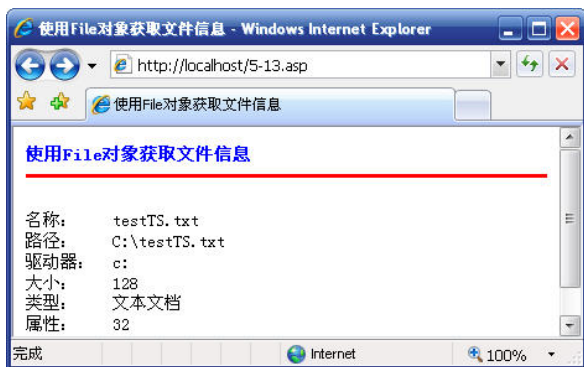 使用File对象获取文件信息 - Windows Internet Explorer
http://localhost/5-13.asp
使用File对象获取文件信息
使用File对象获取文件信息
名称: testTS.txt
路径: C:\testTS.txt
驱动器: c:
大小: 128
类型: 文本文档
属性: 32
完成 Internet 100%